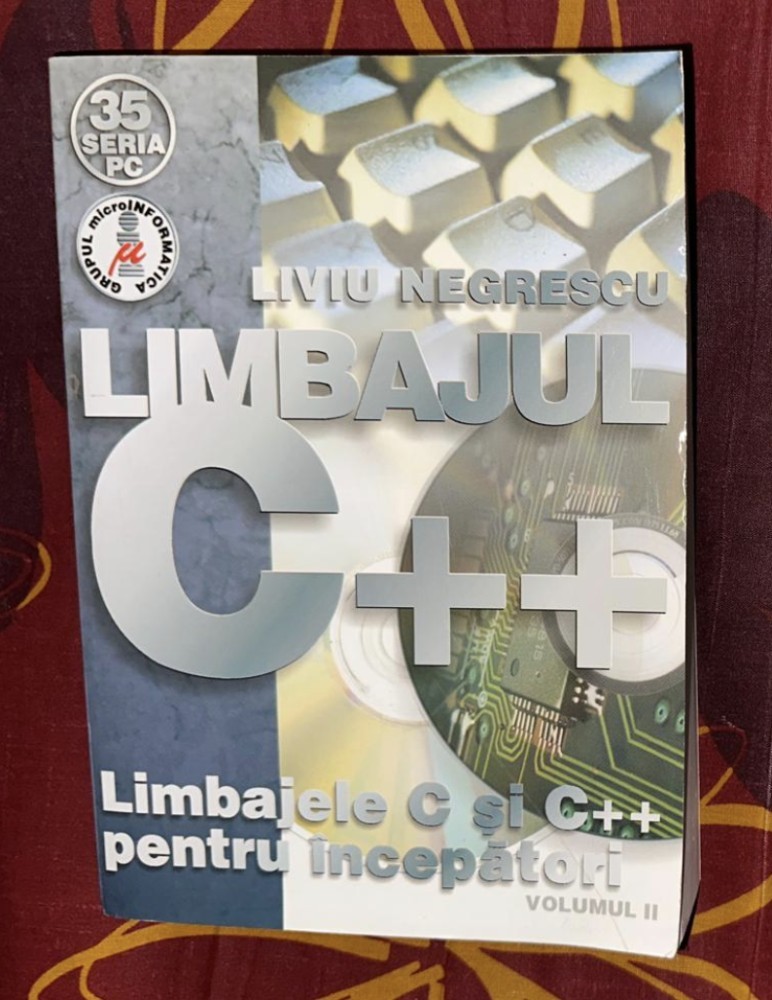 35
SERIA
PC
GRUPUL microINFORMATICA
μ
LIVIU NEGRESCU
LIMBAJUL
C++
Limbajele C și C++
pentru începători
VOLUMUL II